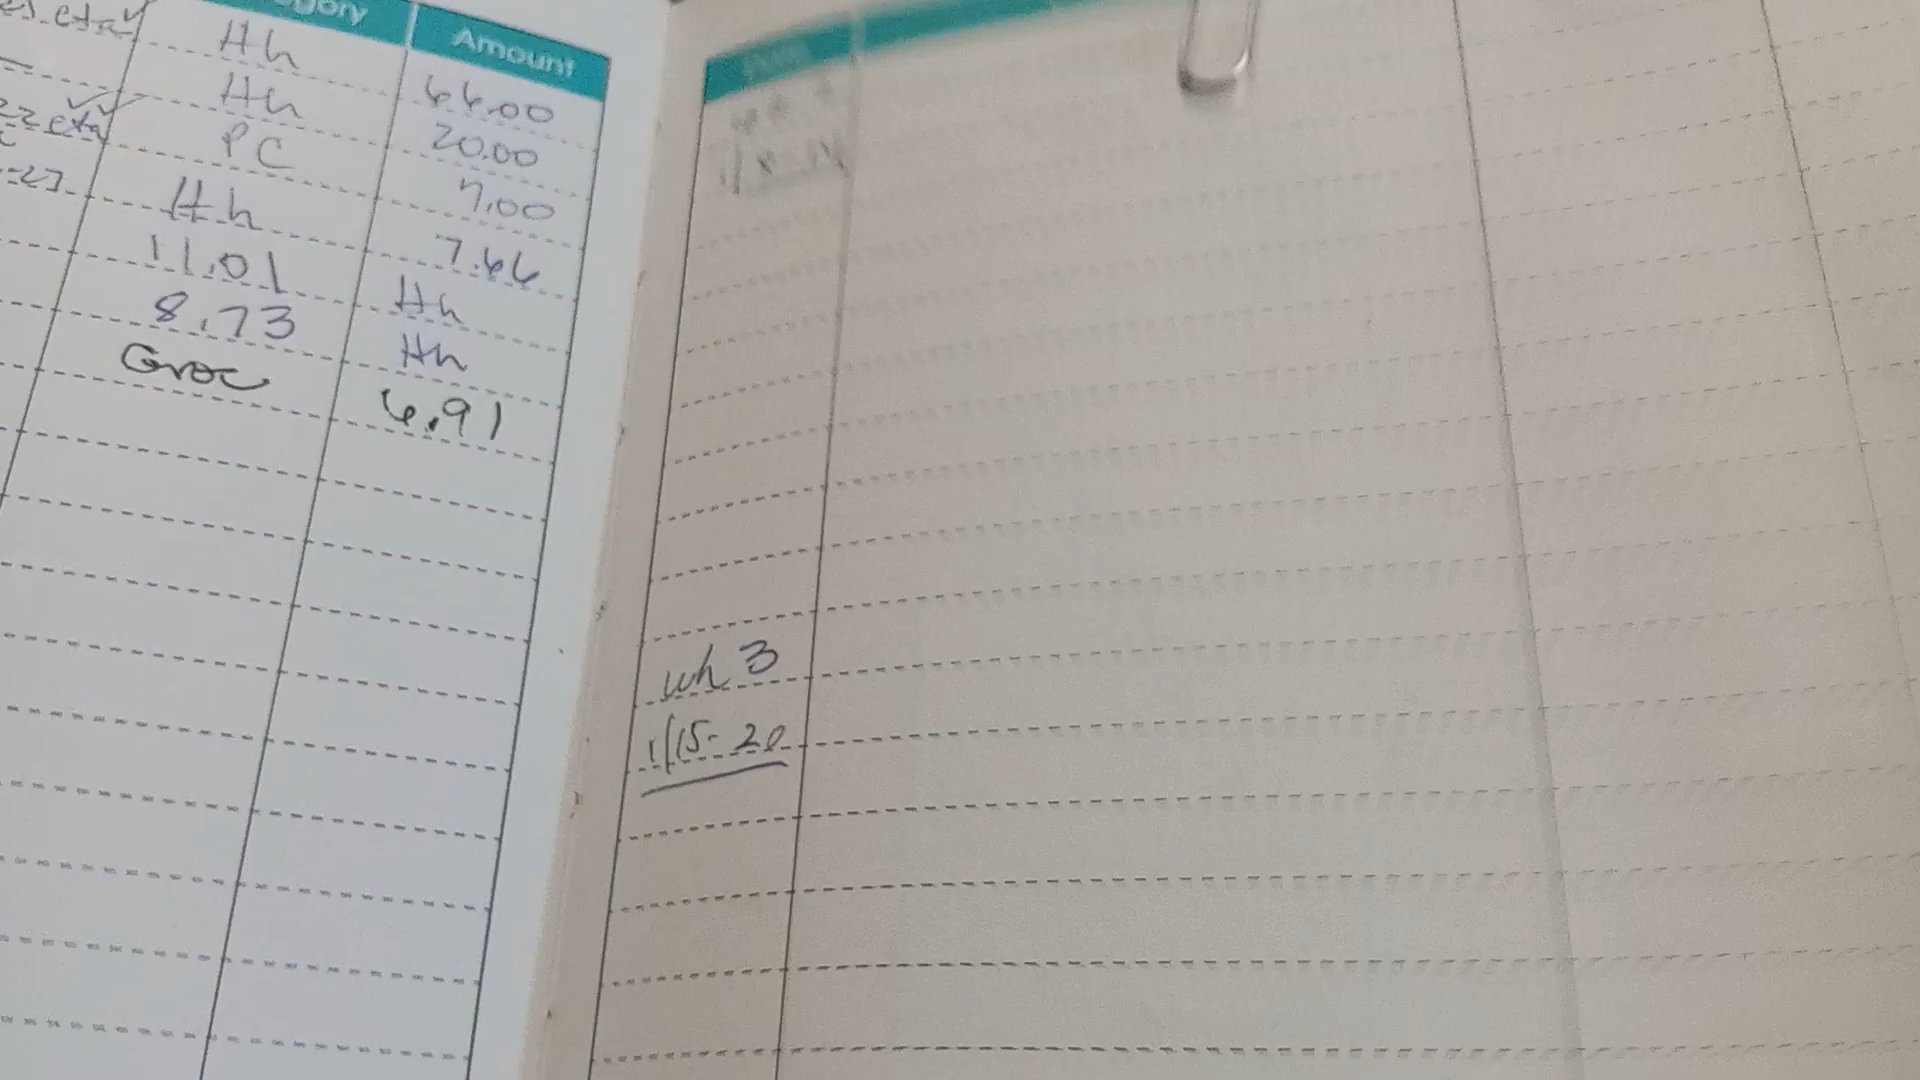 Amount
Hh 66.00
Hh 20.00
PC 7.00
Hh 7.66
11.01 Hh
8.73 Hh
Groc 6.91
wk 3
1/15-20